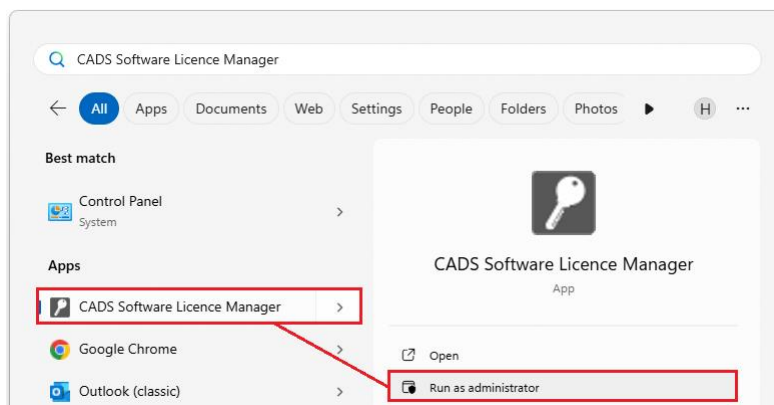 CADS Software Licence Manager
All Apps Documents Web Settings People Folders Photos H ...
Best match
Control Panel
System
Apps
CADS Software Licence Manager
Google Chrome
Outlook (classic)
CADS Software Licence Manager
App
Open
Run as administrator